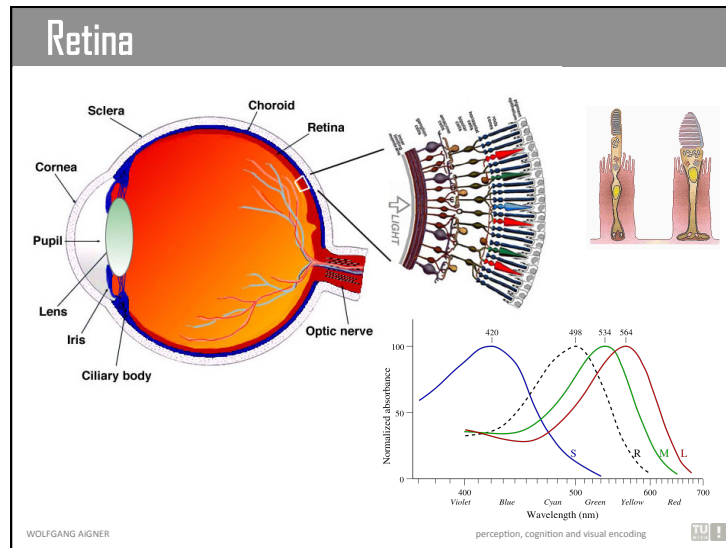 Retina
Sclera
Choroid
Retina
Cornea
Pupil
Lens
Iris
Ciliary body
Optic nerve
LIGHT
420
498
534
564
100
50
0
Normalized absorbance
S
R
M
L
400
500
600
700
Violet
Blue
Cyan
Green
Yellow
Red
Wavelength (nm)
WOLFGANG AiGNER
perception, cognition and visual encoding
TU